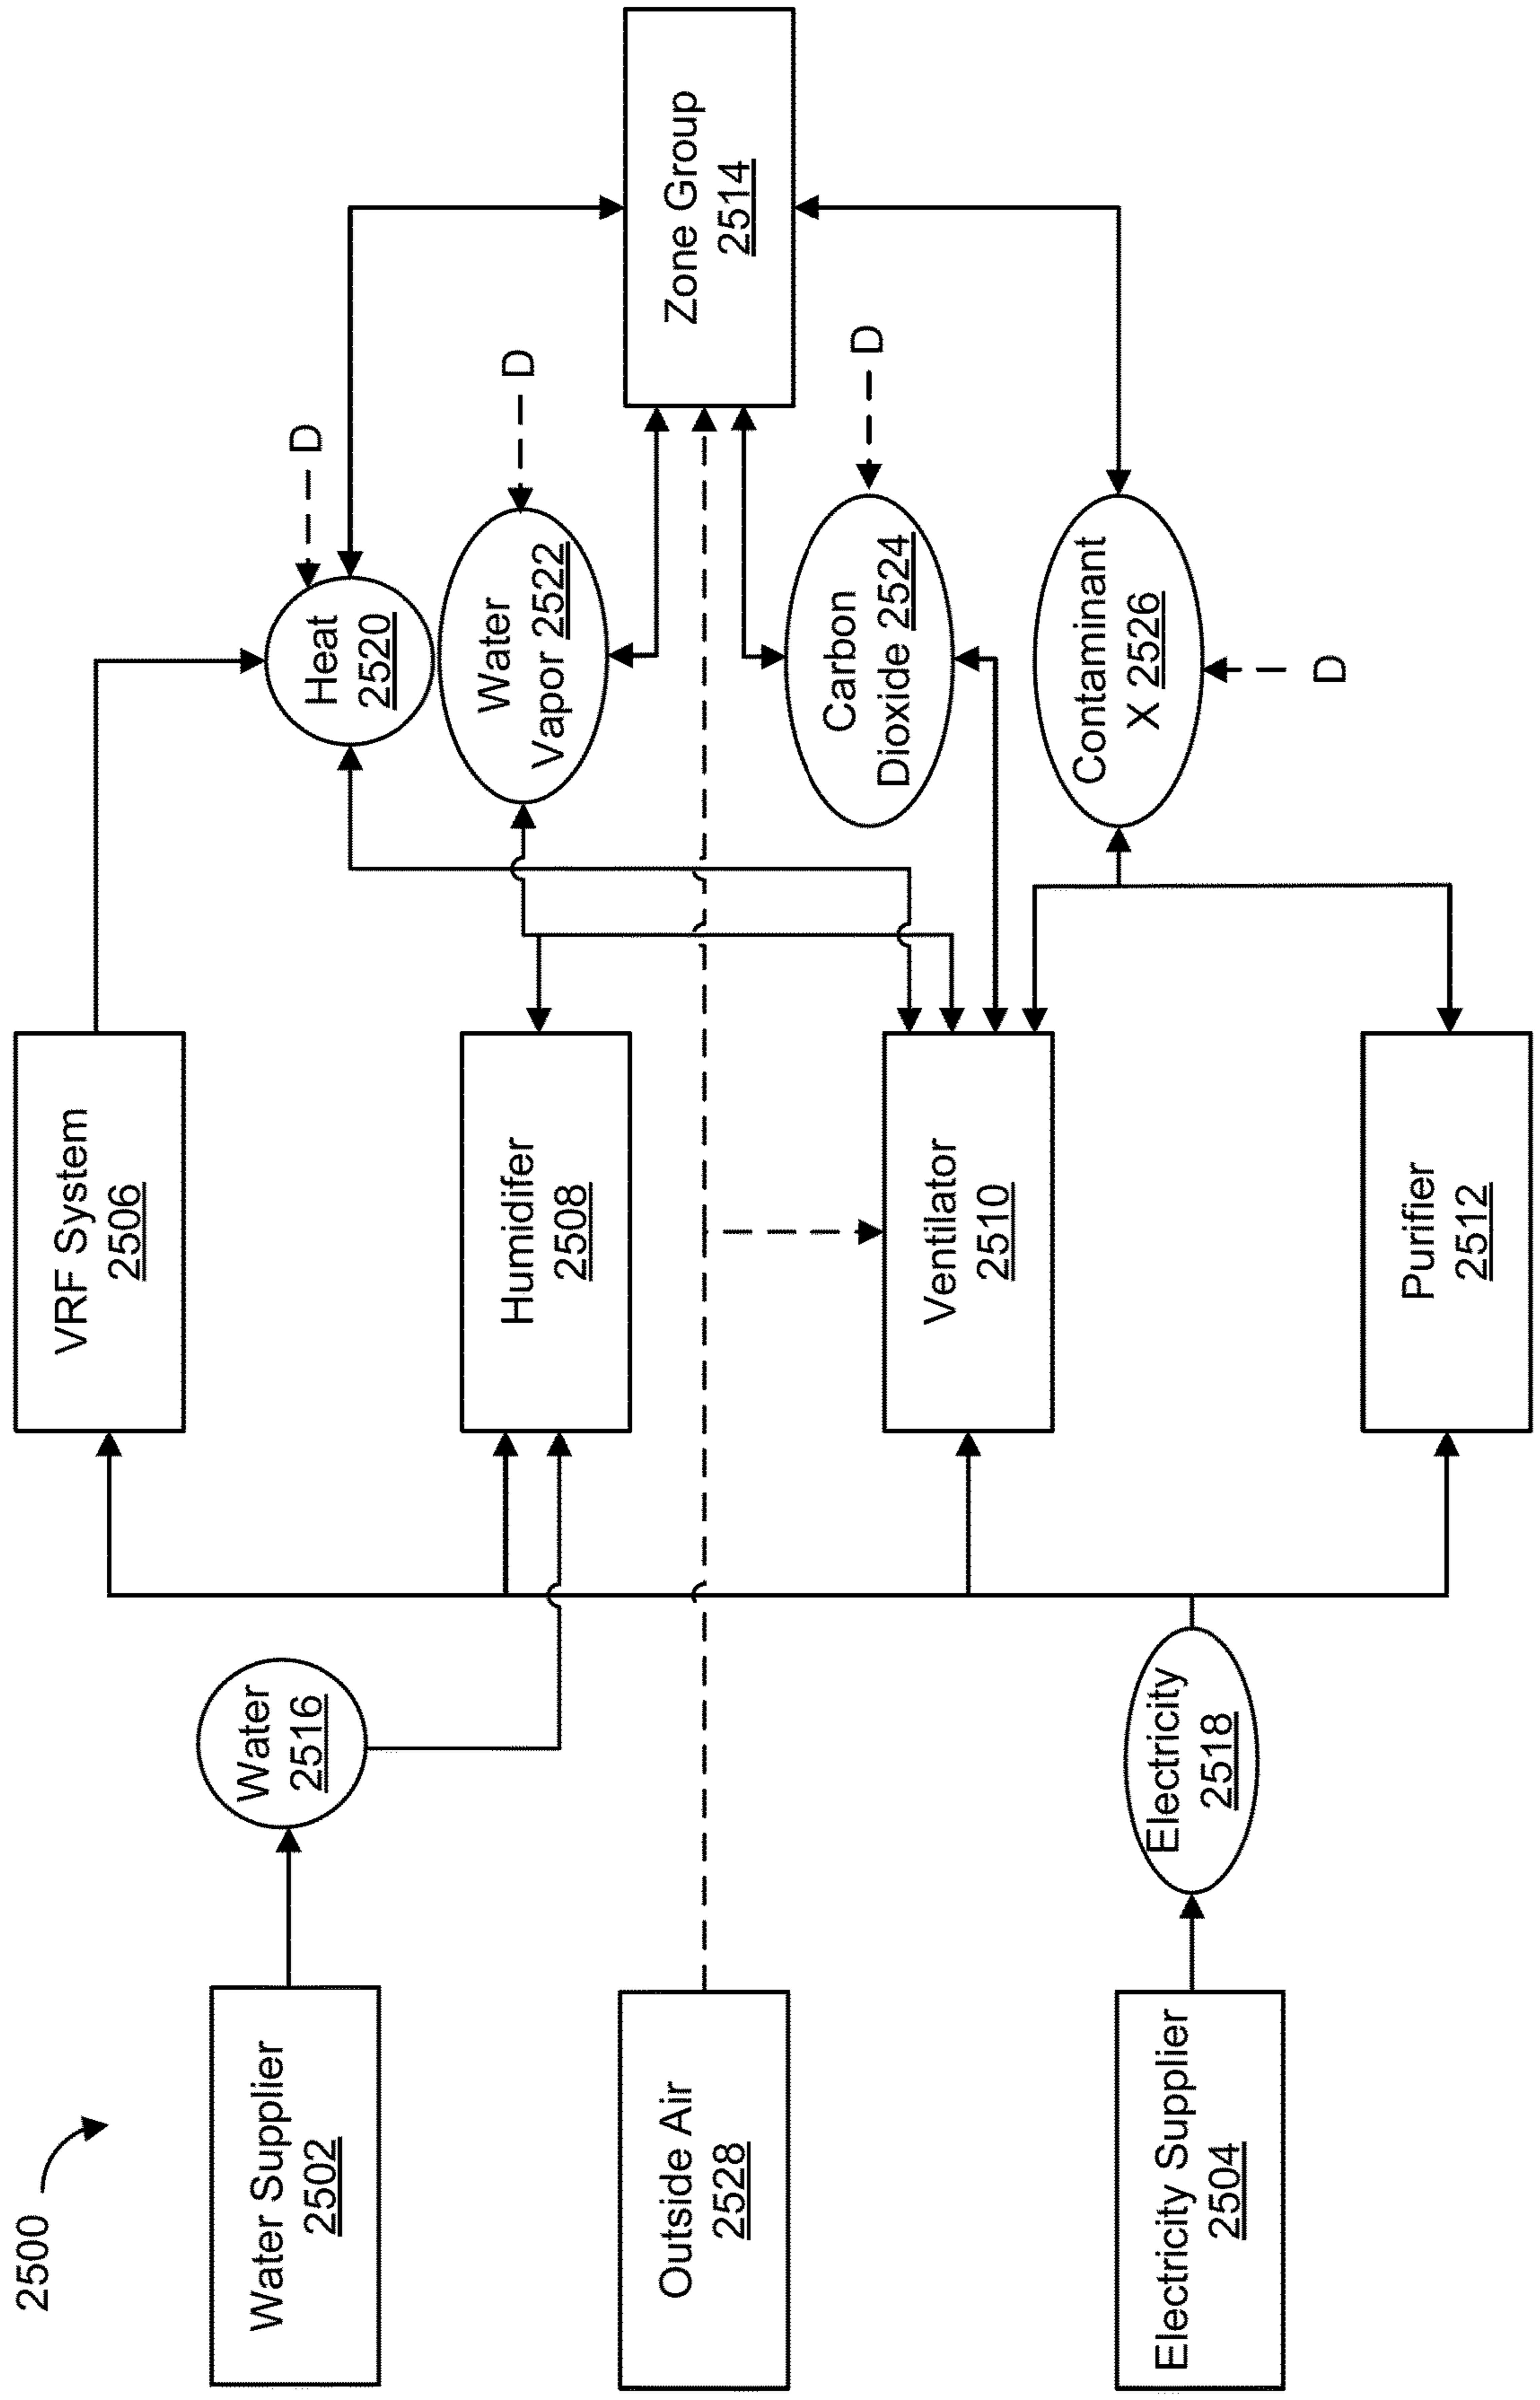 2500
Water Supplier
2502
Outside Air
2528
Electricity Supplier
2504
Water
2516
Electricity
2518
VRF System
2506
Humidifer
2508
Ventilator
2510
Purifier
2512
Heat
2520
Water
Vapor 2522
Carbon
Dioxide 2524
Contaminant
X 2526
D
D
D
D
Zone Group
2514